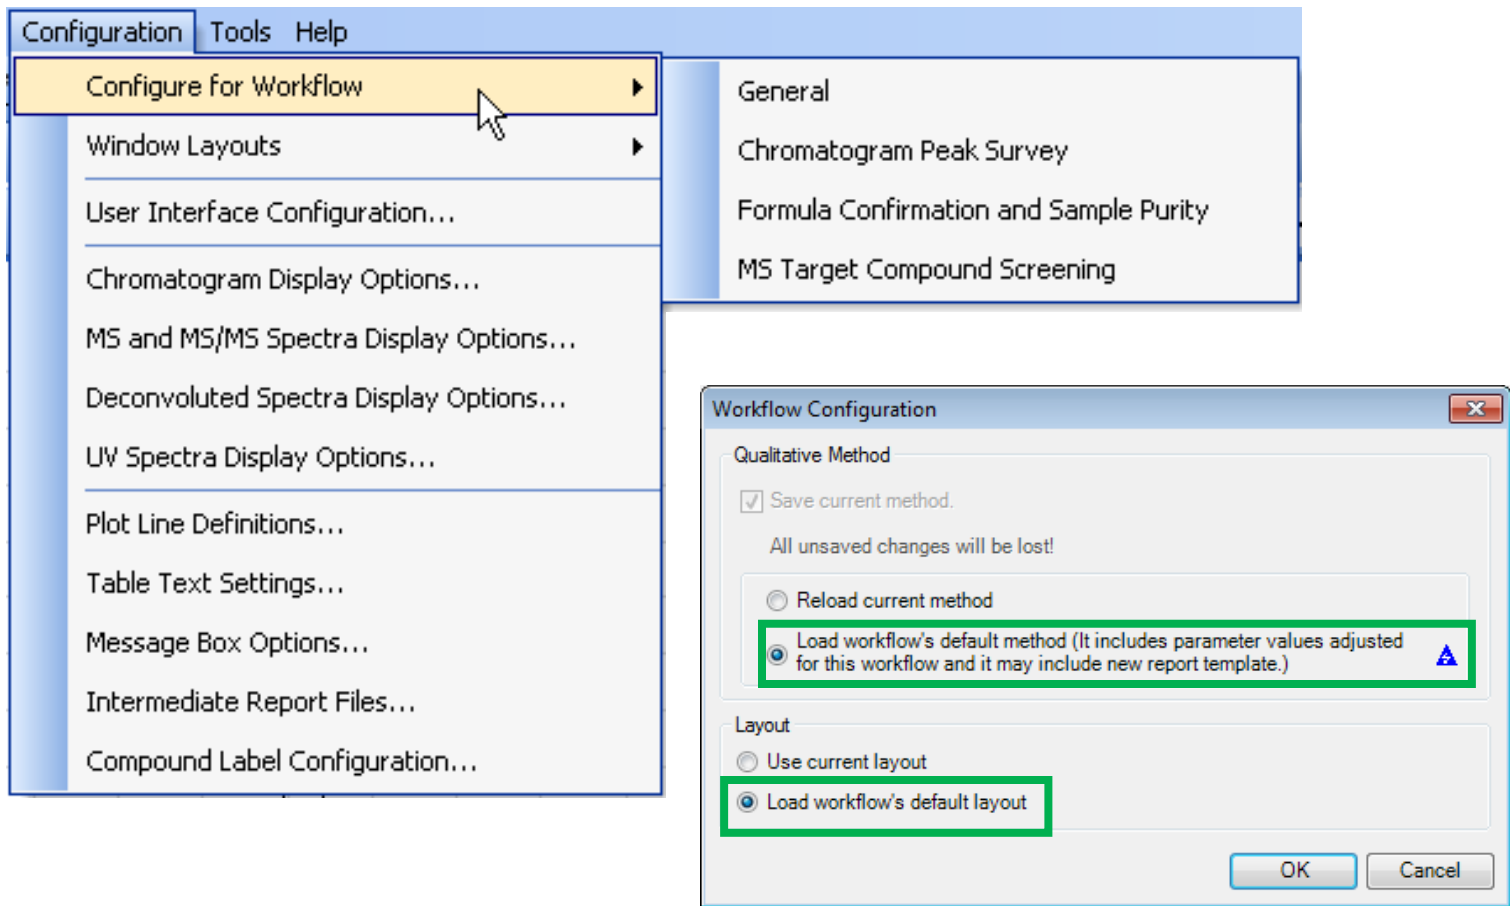 Configuration Tools Help
Configure for Workflow
Window Layouts
User Interface Configuration...
Chromatogram Display Options...
MS and MS/MS Spectra Display Options...
Deconvoluted Spectra Display Options...
UV Spectra Display Options...
Plot Line Definitions...
Table Text Settings...
Message Box Options...
Intermediate Report Files...
Compound Label Configuration...
General
Chromatogram Peak Survey
Formula Confirmation and Sample Purity
MS Target Compound Screening
Workflow Configuration
Qualitative Method
Save current method.
All unsaved changes will be lost!
Reload current method
Load workflow's default method (It includes parameter values adjusted
for this workflow and it may include new report template.)
Layout
Use current layout
Load workflow's default layout
OK Cancel